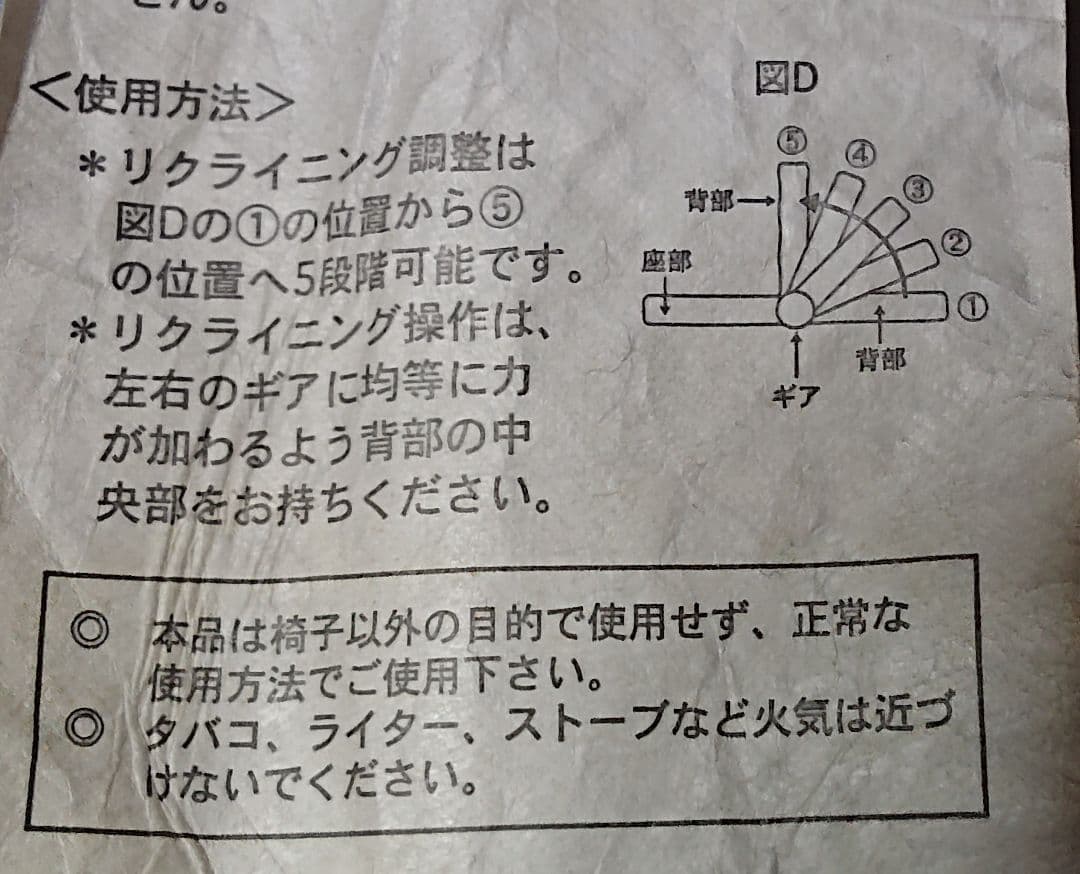 ＜使用方法＞
＊リクライニング調整は
図Dの①の位置から⑤
の位置へ5段階可能です。
＊リクライニング操作は、
左右のギアに均等に力
が加わるよう背部の中
央部をお持ちください。
図D
⑤
④
③
②
①
背部
座部
背部
ギア
◎ 本品は椅子以外の目的で使用せず、正常な
使用方法でご使用下さい。
◎ タバコ、ライター、ストーブなど火気は近づ
けないでください。